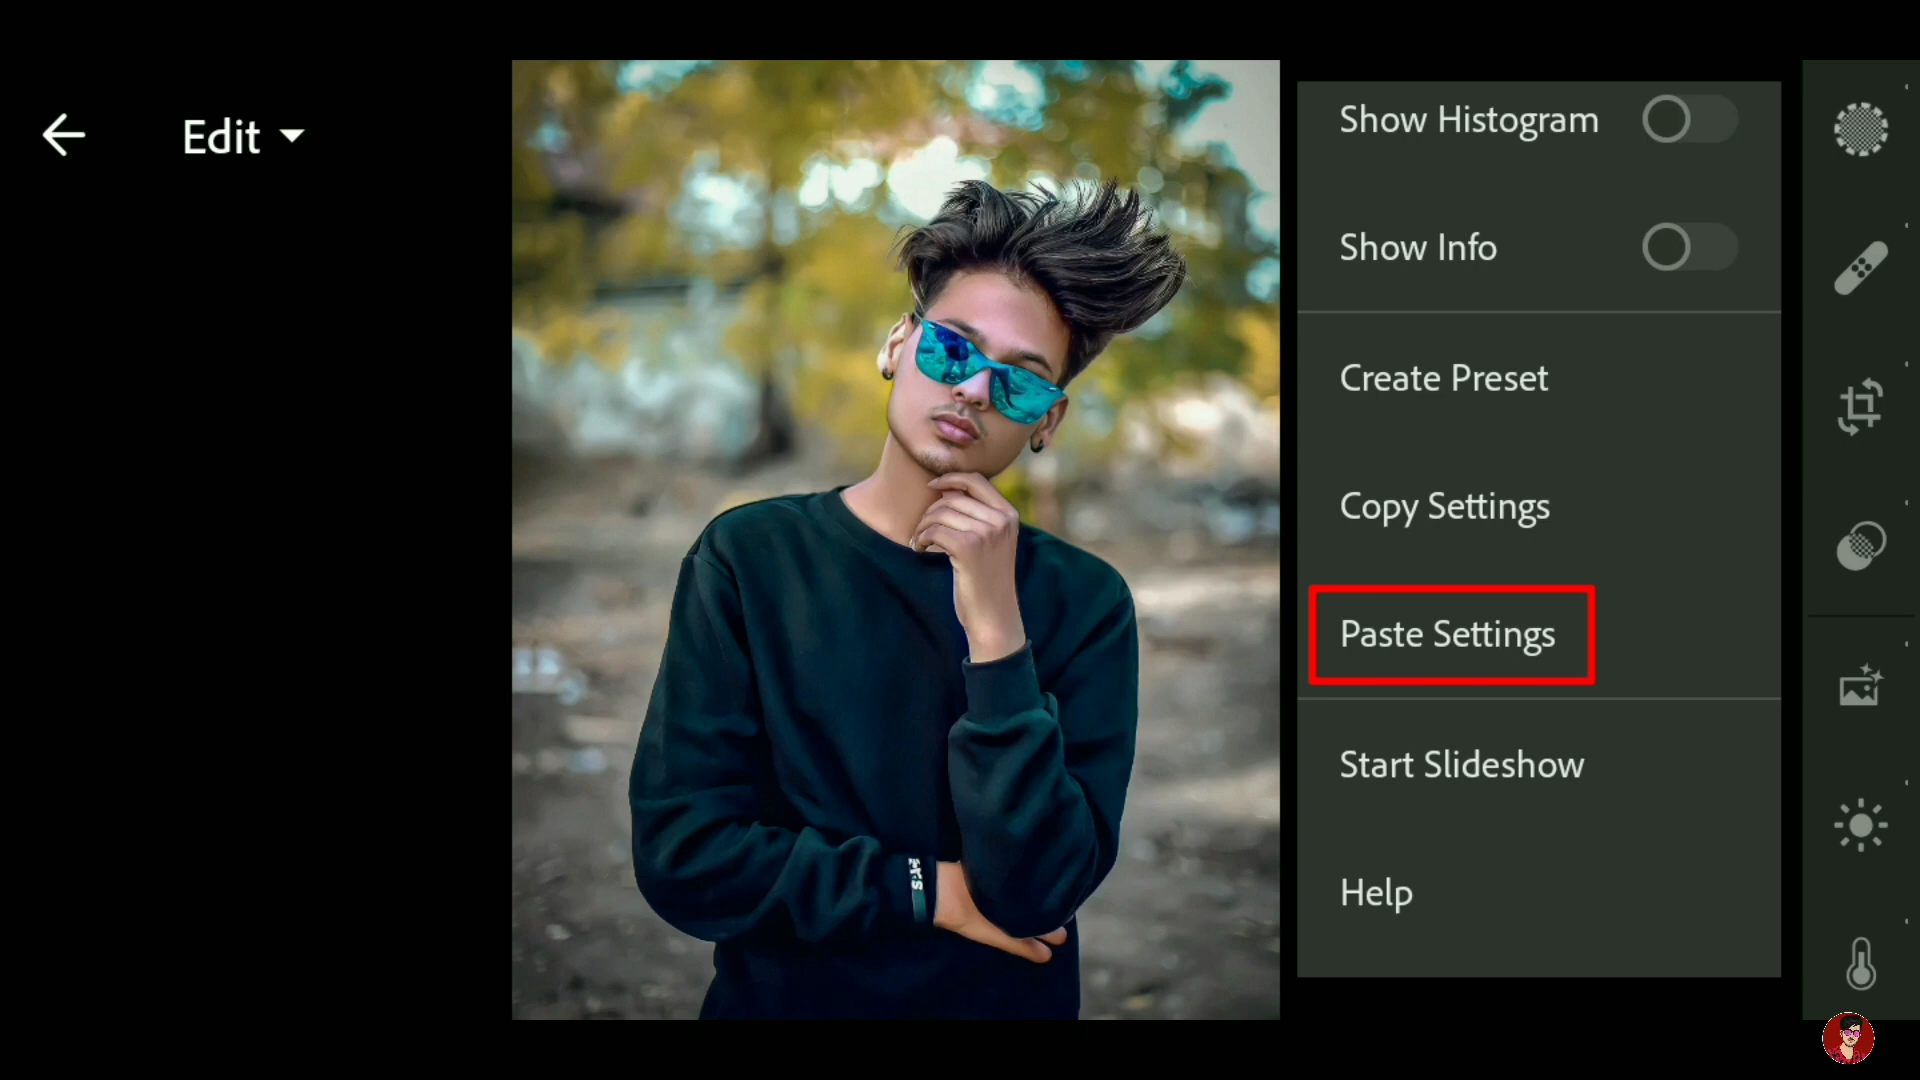 Edit
Show Histogram
Show Info
Create Preset
Copy Settings
Paste Settings
Start Slideshow
Help